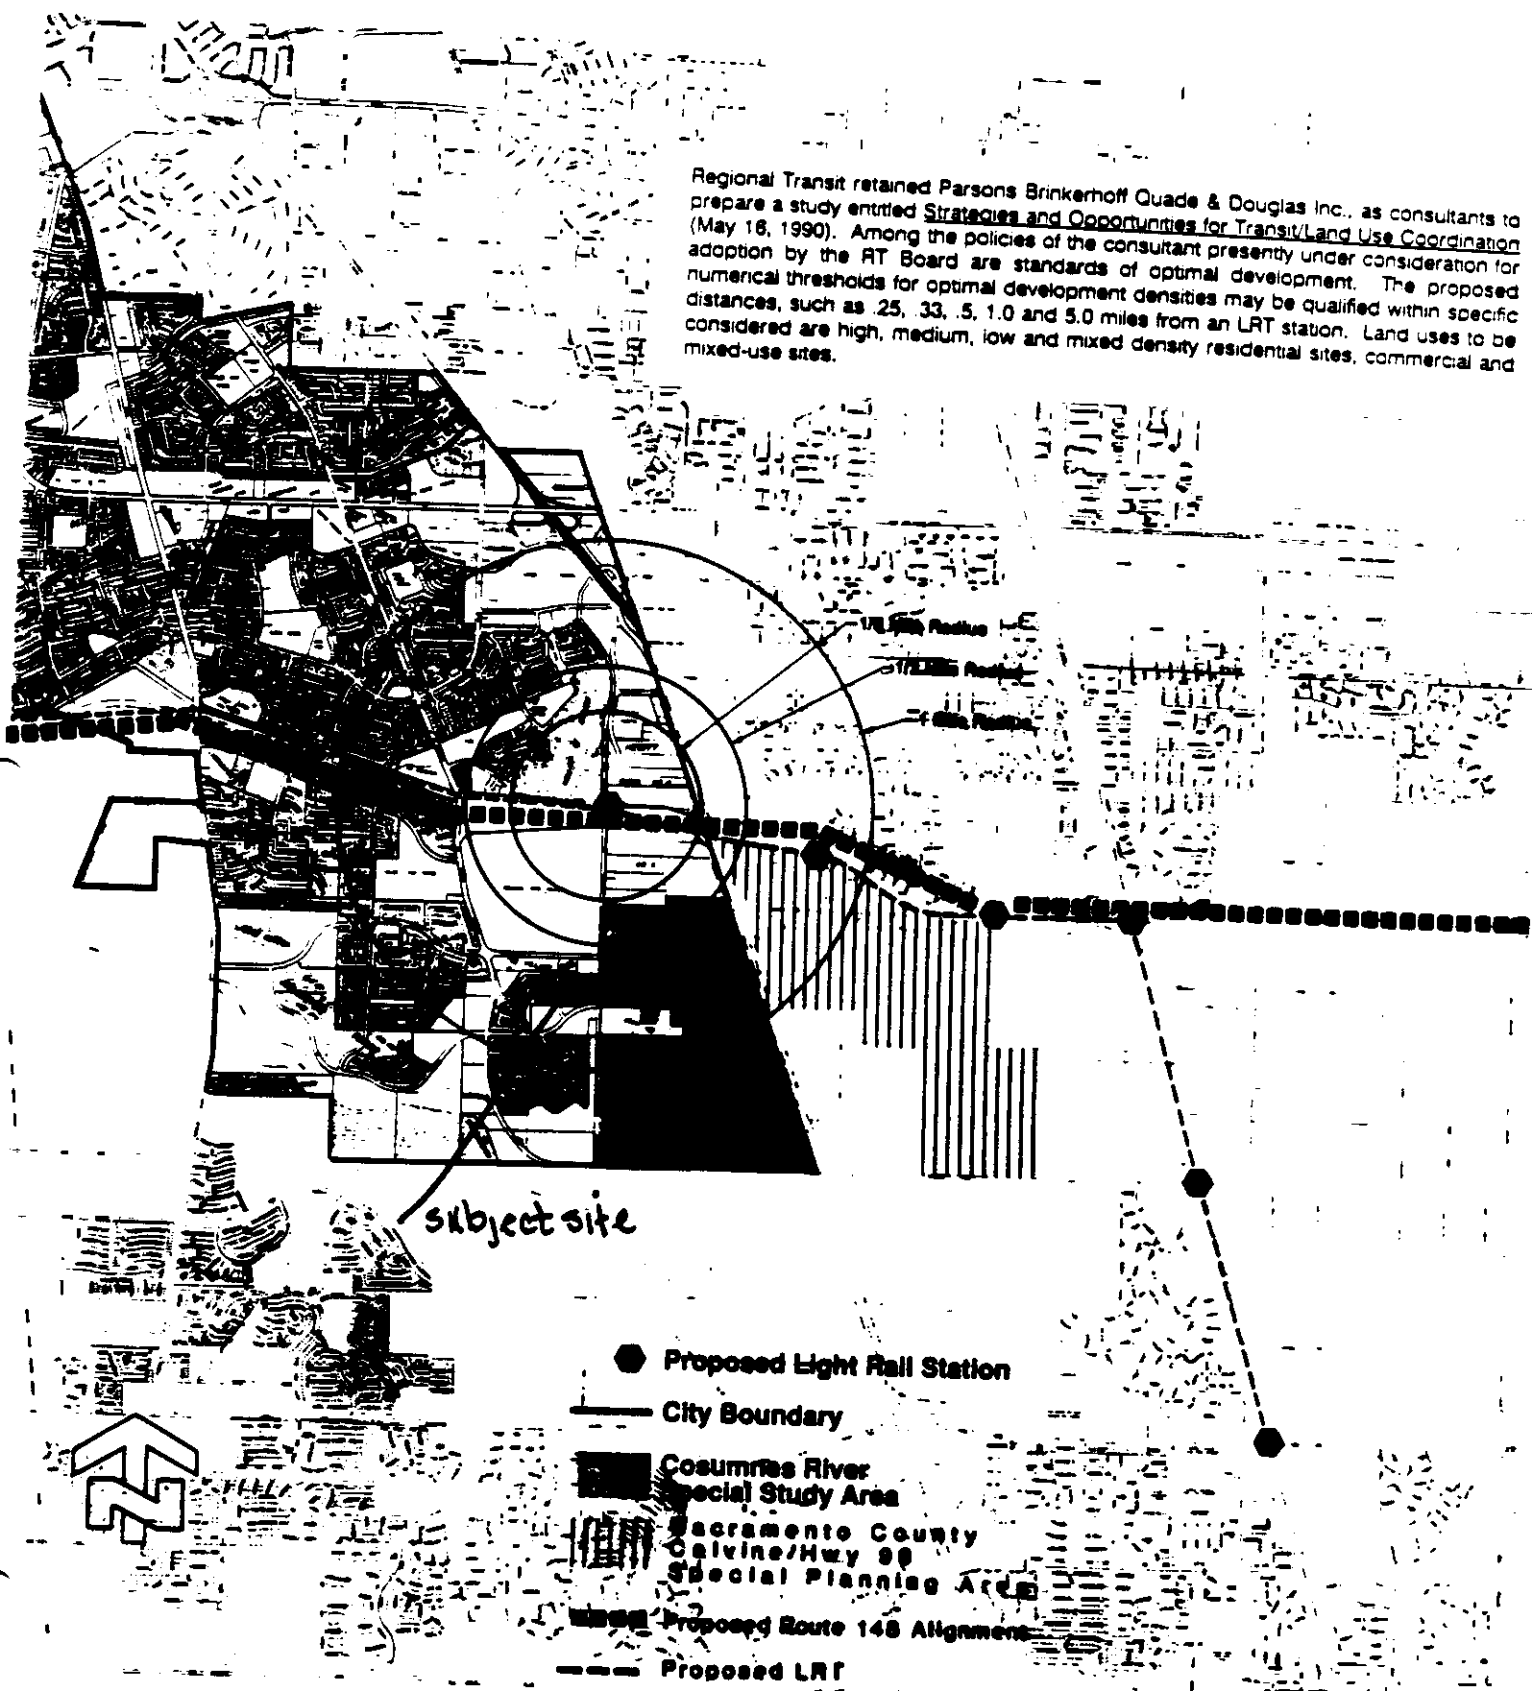 Regional Transit retained Parsons Brinkerhoff Quade & Douglas Inc., as consultants to
prepare a study entitled Strategies and Opportunities for Transit/Land Use Coordination
(May 16, 1990). Among the policies of the consultant presently under consideration for
adoption by the RT Board are standards of optimal development. The proposed
numerical thresholds for optimal development densities may be qualified within specific
distances, such as .25, .33, .5, 1.0 and 5.0 miles from an LRT station. Land uses to be
considered are high, medium, low and mixed density residential sites, commercial and
mixed-use sites.
Radius
1/2 Mile Radius
1 Mile Radius
subject site
Proposed Light Rail Station
City Boundary
Cosumnes River
Special Study Area
Sacramento County
Calvine/Hwy 99
Special Planning Area
Proposed Route 148 Alignment
Proposed LRT
N